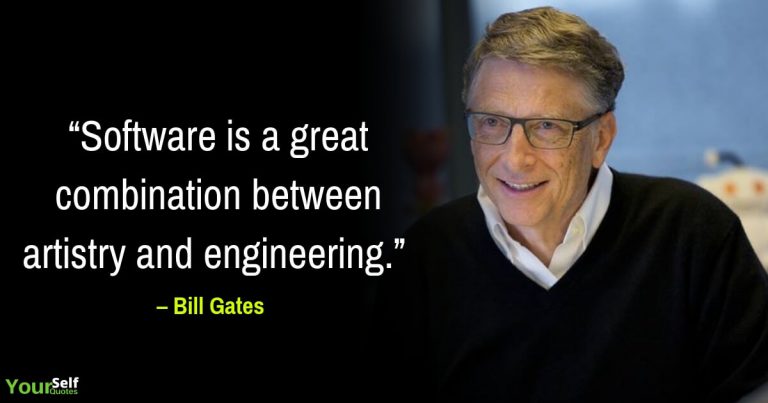 “Software is a great
combination between
artistry and engineering.”
– Bill Gates
YourSelf
Quotes